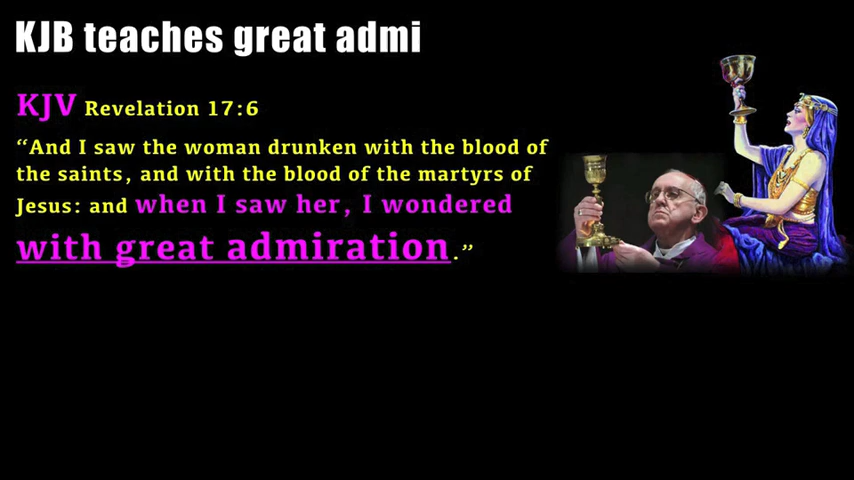 KJB teaches great admi
KJV Revelation 17:6
“And I saw the woman drunken with the blood of
the saints, and with the blood of the martyrs of
Jesus: and when I saw her, I wondered
with great admiration.”